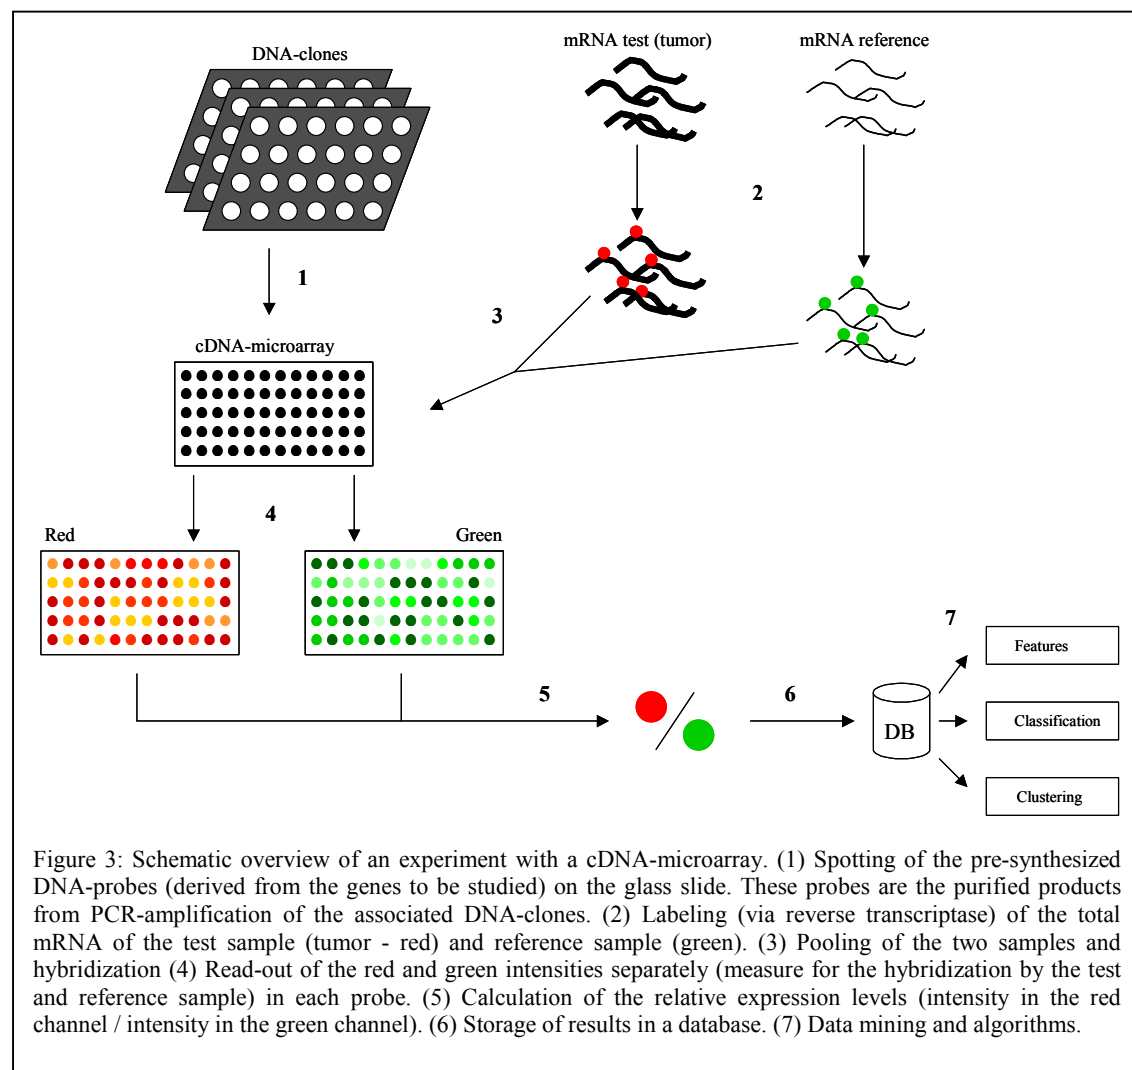 DNA-clones
mRNA test (tumor)
mRNA reference
2
1
3
cDNA-microarray
4
Red
Green
7
Features
5
6
DB
Classification
Clustering
Figure 3: Schematic overview of an experiment with a cDNA-microarray. (1) Spotting of the pre-synthesized
DNA-probes (derived from the genes to be studied) on the glass slide. These probes are the purified products
from PCR-amplification of the associated DNA-clones. (2) Labeling (via reverse transcriptase) of the total
mRNA of the test sample (tumor - red) and reference sample (green). (3) Pooling of the two samples and
hybridization (4) Read-out of the red and green intensities separately (measure for the hybridization by the test
and reference sample) in each probe. (5) Calculation of the relative expression levels (intensity in the red
channel / intensity in the green channel). (6) Storage of results in a database. (7) Data mining and algorithms.